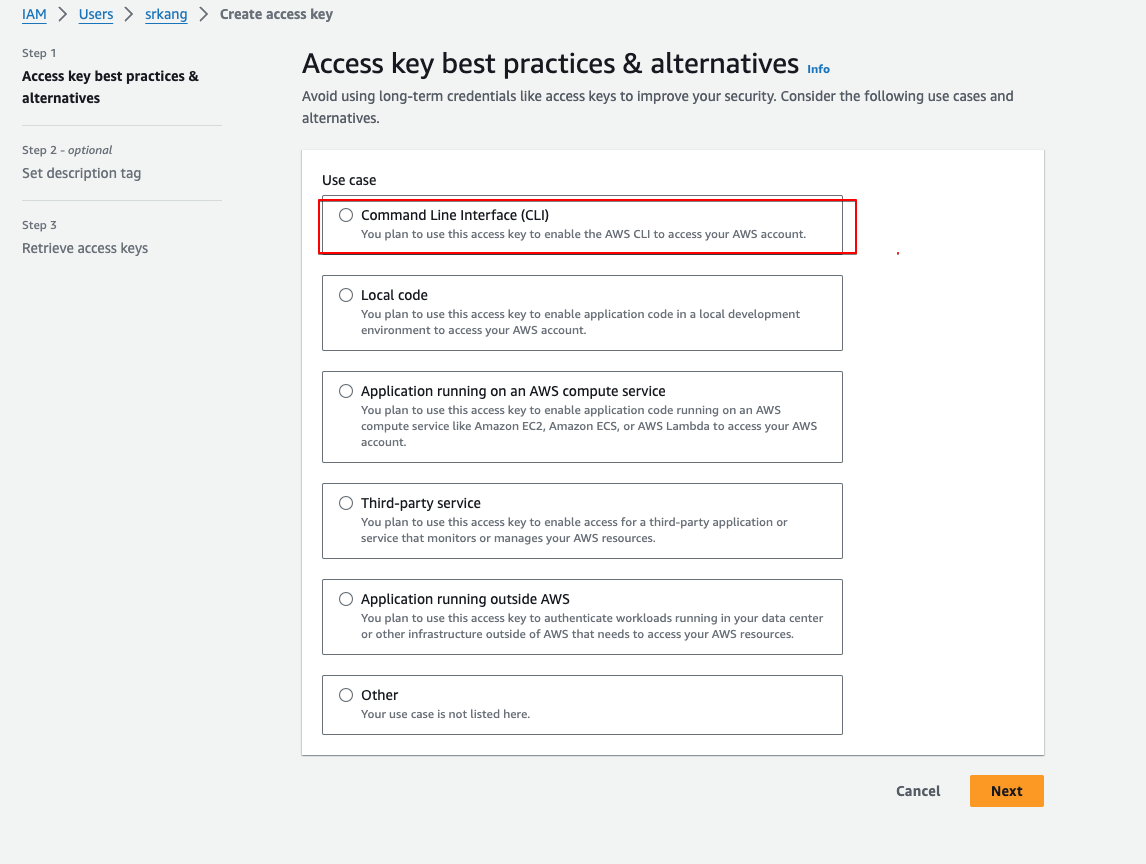 IAM > Users > srkang > Create access key
Step 1
Access key best practices &
alternatives
Step 2 - optional
Set description tag
Step 3
Retrieve access keys
Access key best practices & alternatives Info
Avoid using long-term credentials like access keys to improve your security. Consider the following use cases and
alternatives.
Use case
Command Line Interface (CLI)
You plan to use this access key to enable the AWS CLI to access your AWS account.
Local code
You plan to use this access key to enable application code in a local development
environment to access your AWS account.
Application running on an AWS compute service
You plan to use this access key to enable application code running on an AWS
compute service like Amazon EC2, Amazon ECS, or AWS Lambda to access your AWS
account.
Third-party service
You plan to use this access key to enable access for a third-party application or
service that monitors or manages your AWS resources.
Application running outside AWS
You plan to use this access key to authenticate workloads running in your data center
or other infrastructure outside of AWS that needs to access your AWS resources.
Other
Your use case is not listed here.
Cancel Next